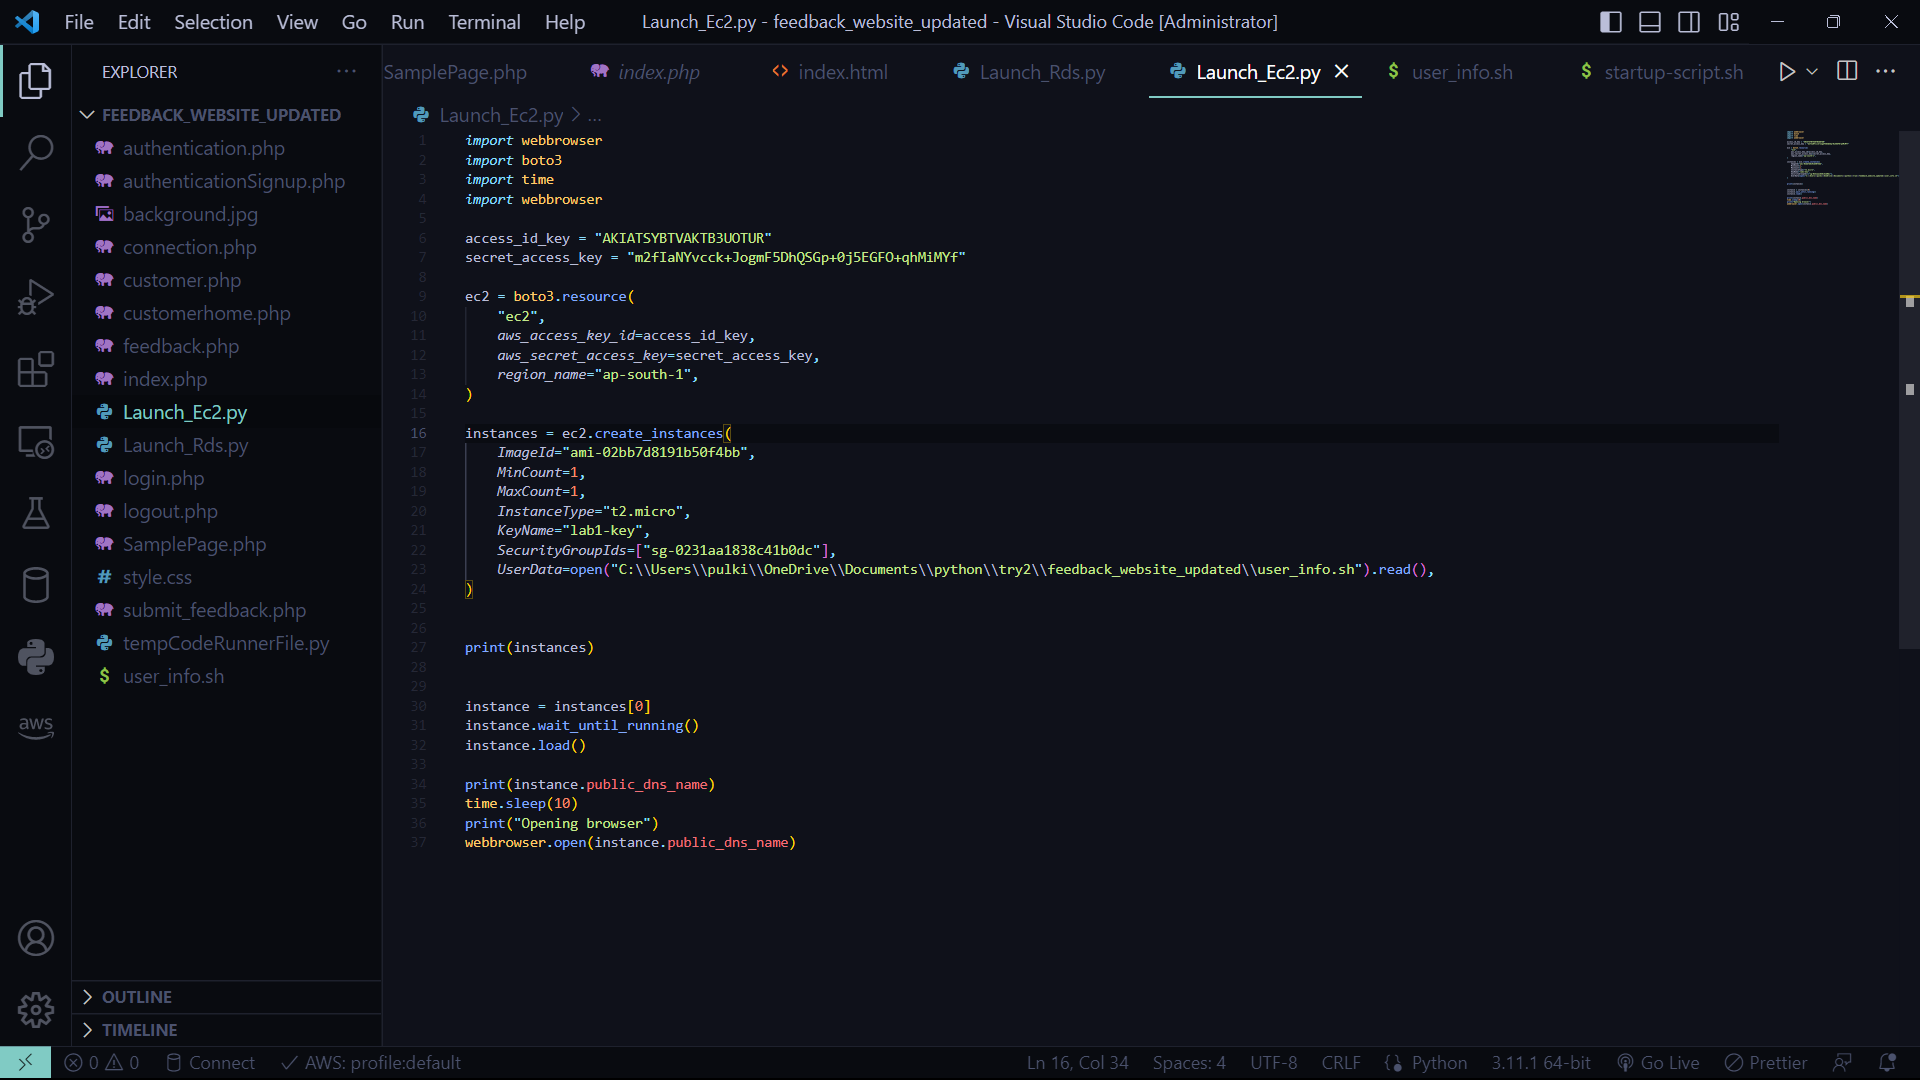 File Edit Selection View Go Run Terminal Help
Launch_Ec2.py - feedback_website_updated - Visual Studio Code [Administrator]
EXPLORER
SamplePage.php index.php index.html Launch_Rds.py Launch_Ec2.py user_info.sh startup-script.sh
FEEDBACK_WEBSITE_UPDATED
authentication.php
authenticationSignup.php
background.jpg
connection.php
customer.php
customerhome.php
feedback.php
index.php
Launch_Ec2.py
Launch_Rds.py
login.php
logout.php
SamplePage.php
style.css
submit_feedback.php
tempCodeRunnerFile.py
user_info.sh
aws
OUTLINE
TIMELINE
Launch_Ec2.py > ...
1 import webbrowser
2 import boto3
3 import time
4 import webbrowser
5
6 access_id_key = "AKIATSYBTVAKTB3UOTUR"
7 secret_access_key = "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"
8
9 ec2 = boto3.resource(
10 "ec2",
11 aws_access_key_id=access_id_key,
12 aws_secret_access_key=secret_access_key,
13 region_name="ap-south-1",
14 )
15
16 instances = ec2.create_instances(
17 ImageId="ami-02bb7d8191b50f4bb",
18 MinCount=1,
19 MaxCount=1,
20 InstanceType="t2.micro",
21 KeyName="lab1-key",
22 SecurityGroupIds=["sg-0231aa1838c41b0dc"],
23 UserData=open("C:\\Users\\pulki\\OneDrive\\Documents\\python\\try2\\feedback_website_updated\\user_info.sh").read(),
24 )
25
26
27 print(instances)
28
29
30 instance = instances[0]
31 instance.wait_until_running()
32 instance.load()
33
34 print(instance.public_dns_name)
35 time.sleep(10)
36 print("Opening browser")
37 webbrowser.open(instance.public_dns_name)
0 0 Connect AWS: profile:default Ln 16, Col 34 Spaces: 4 UTF-8 CRLF Python 3.11.1 64-bit Go Live Prettier